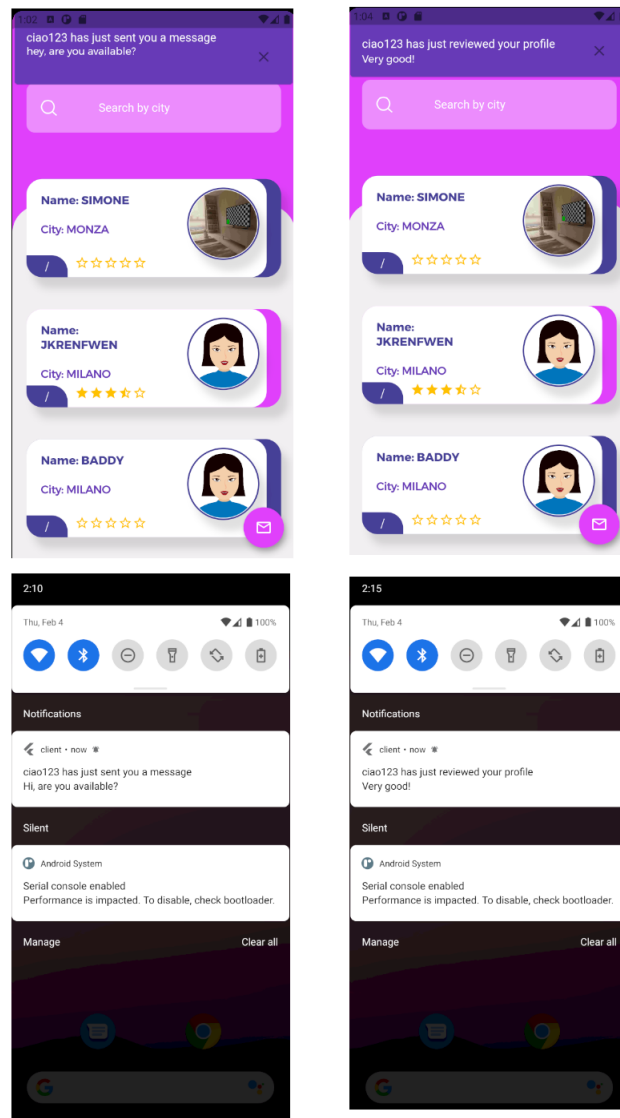 1:02
ciao123 has just sent you a message
hey, are you available?
Search by city
Name: SIMONE
City: MONZA
/
Name:
JKRENFWEN
City: MILANO
/
Name: BADDY
City: MILANO
/
1:04
ciao123 has just reviewed your profile
Very good!
Search by city
Name: SIMONE
City: MONZA
/
Name:
JKRENFWEN
City: MILANO
/
Name: BADDY
City: MILANO
/
2:10
Thu, Feb 4
100%
Notifications
client • now
ciao123 has just sent you a message
Hi, are you available?
Silent
Android System
Serial console enabled
Performance is impacted. To disable, check bootloader.
Manage
Clear all
2:15
Thu, Feb 4
100%
Notifications
client • now
ciao123 has just reviewed your profile
Very good!
Silent
Android System
Serial console enabled
Performance is impacted. To disable, check bootloader.
Manage
Clear all